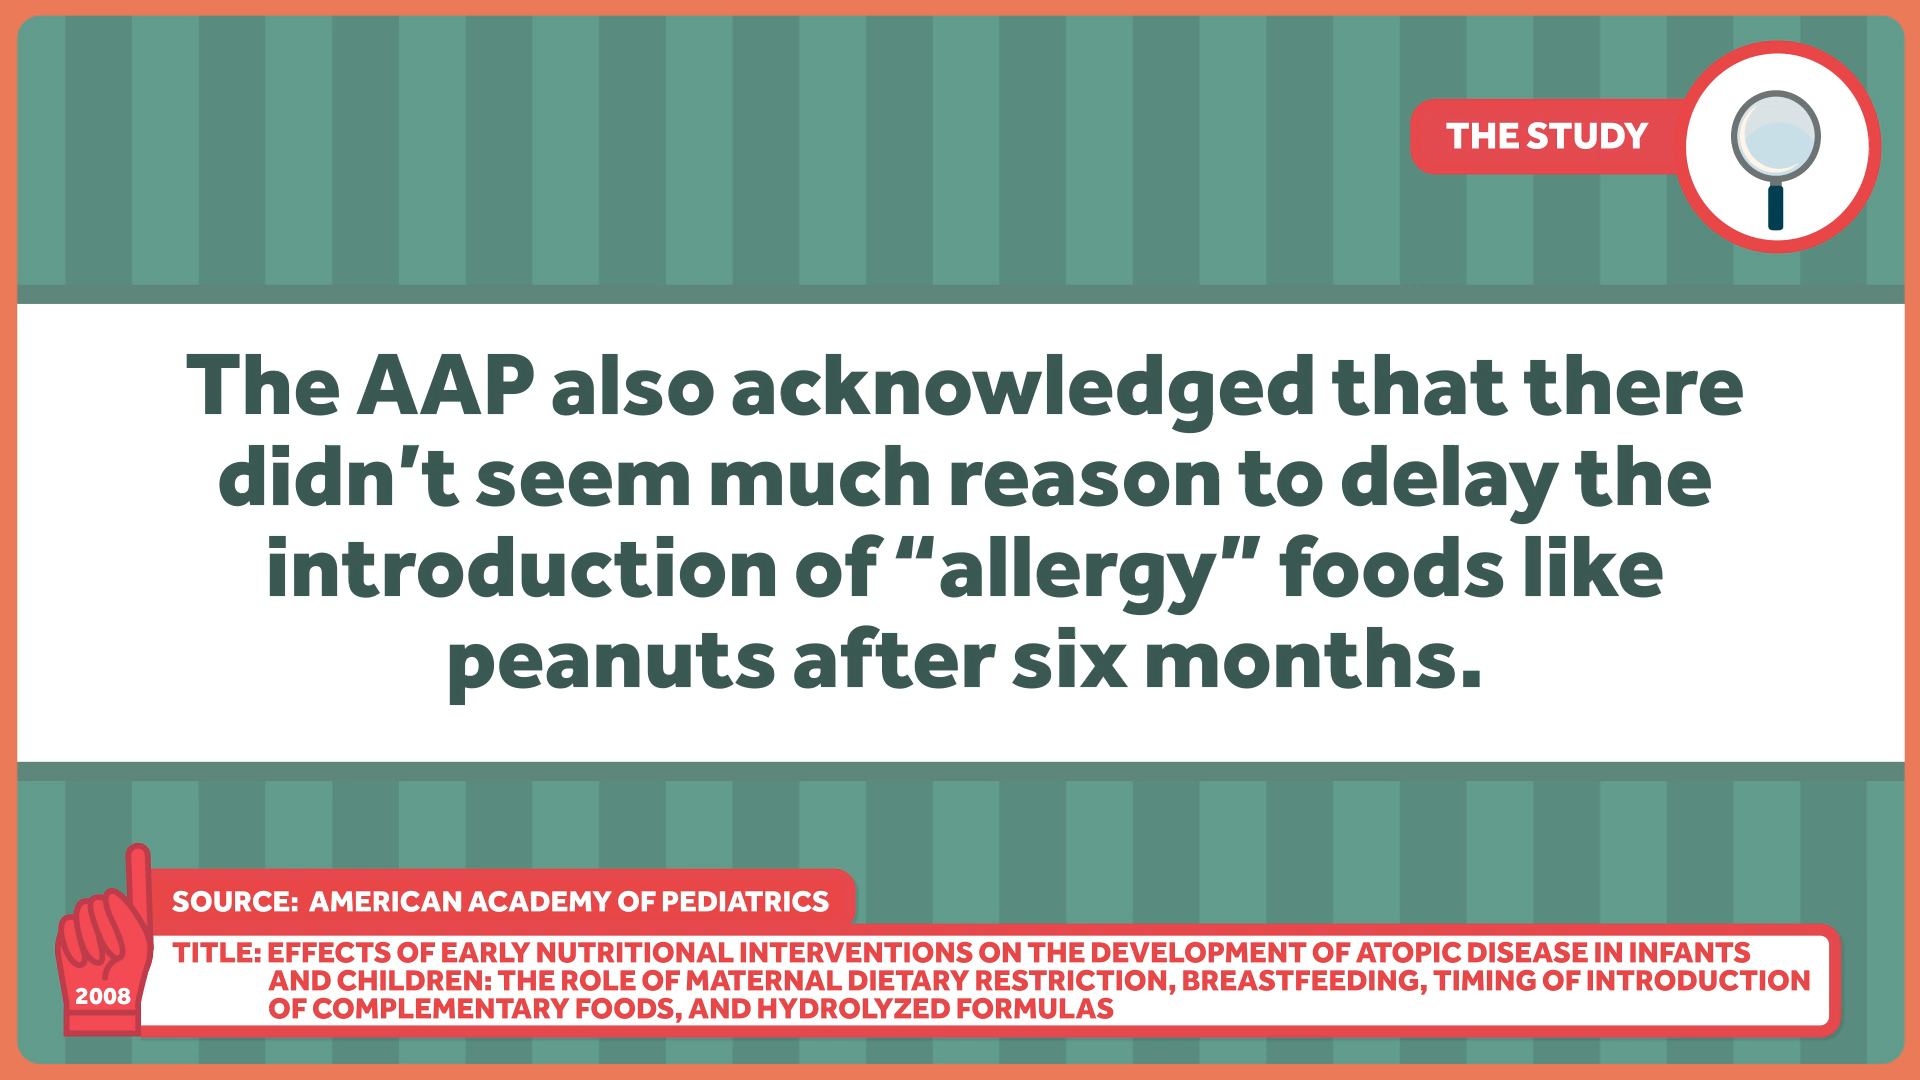 THE STUDY
The AAP also acknowledged that there
didn't seem much reason to delay the
introduction of “allergy” foods like
peanuts after six months.
SOURCE: AMERICAN ACADEMY OF PEDIATRICS
TITLE: EFFECTS OF EARLY NUTRITIONAL INTERVENTIONS ON THE DEVELOPMENT OF ATOPIC DISEASE IN INFANTS
AND CHILDREN: THE ROLE OF MATERNAL DIETARY RESTRICTION, BREASTFEEDING, TIMING OF INTRODUCTION
OF COMPLEMENTARY FOODS, AND HYDROLYZED FORMULAS
2008